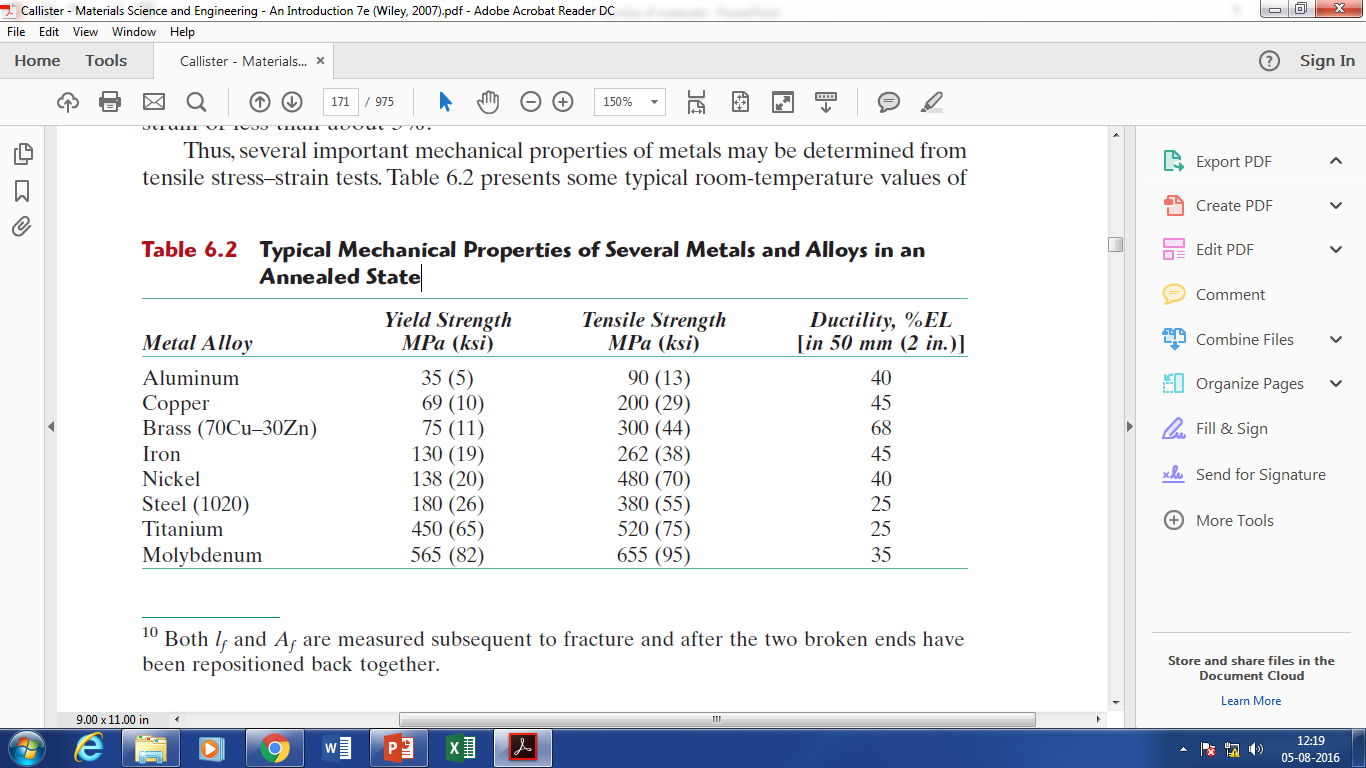 Callister - Materials Science and Engineering - An Introduction 7e (Wiley, 2007).pdf - Adobe Acrobat Reader DC
File Edit View Window Help
Home Tools Callister - Materials... × ? Sign In
171 / 975 150%
Thus, several important mechanical properties of metals may be determined from
tensile stress–strain tests. Table 6.2 presents some typical room-temperature values of
Table 6.2 Typical Mechanical Properties of Several Metals and Alloys in an
Annealed State
Yield Strength Tensile Strength Ductility, %EL
Metal Alloy MPa (ksi) MPa (ksi) [in 50 mm (2 in.)]
Aluminum 35 (5) 90 (13) 40
Copper 69 (10) 200 (29) 45
Brass (70Cu–30Zn) 75 (11) 300 (44) 68
Iron 130 (19) 262 (38) 45
Nickel 138 (20) 480 (70) 40
Steel (1020) 180 (26) 380 (55) 25
Titanium 450 (65) 520 (75) 25
Molybdenum 565 (82) 655 (95) 35
10 Both lf and Af are measured subsequent to fracture and after the two broken ends have
been repositioned back together.
9.00 x 11.00 in
Export PDF
Create PDF
Edit PDF
Comment
Combine Files
Organize Pages
Fill & Sign
Send for Signature
More Tools
Store and share files in the
Document Cloud
Learn More
12:19
05-08-2016